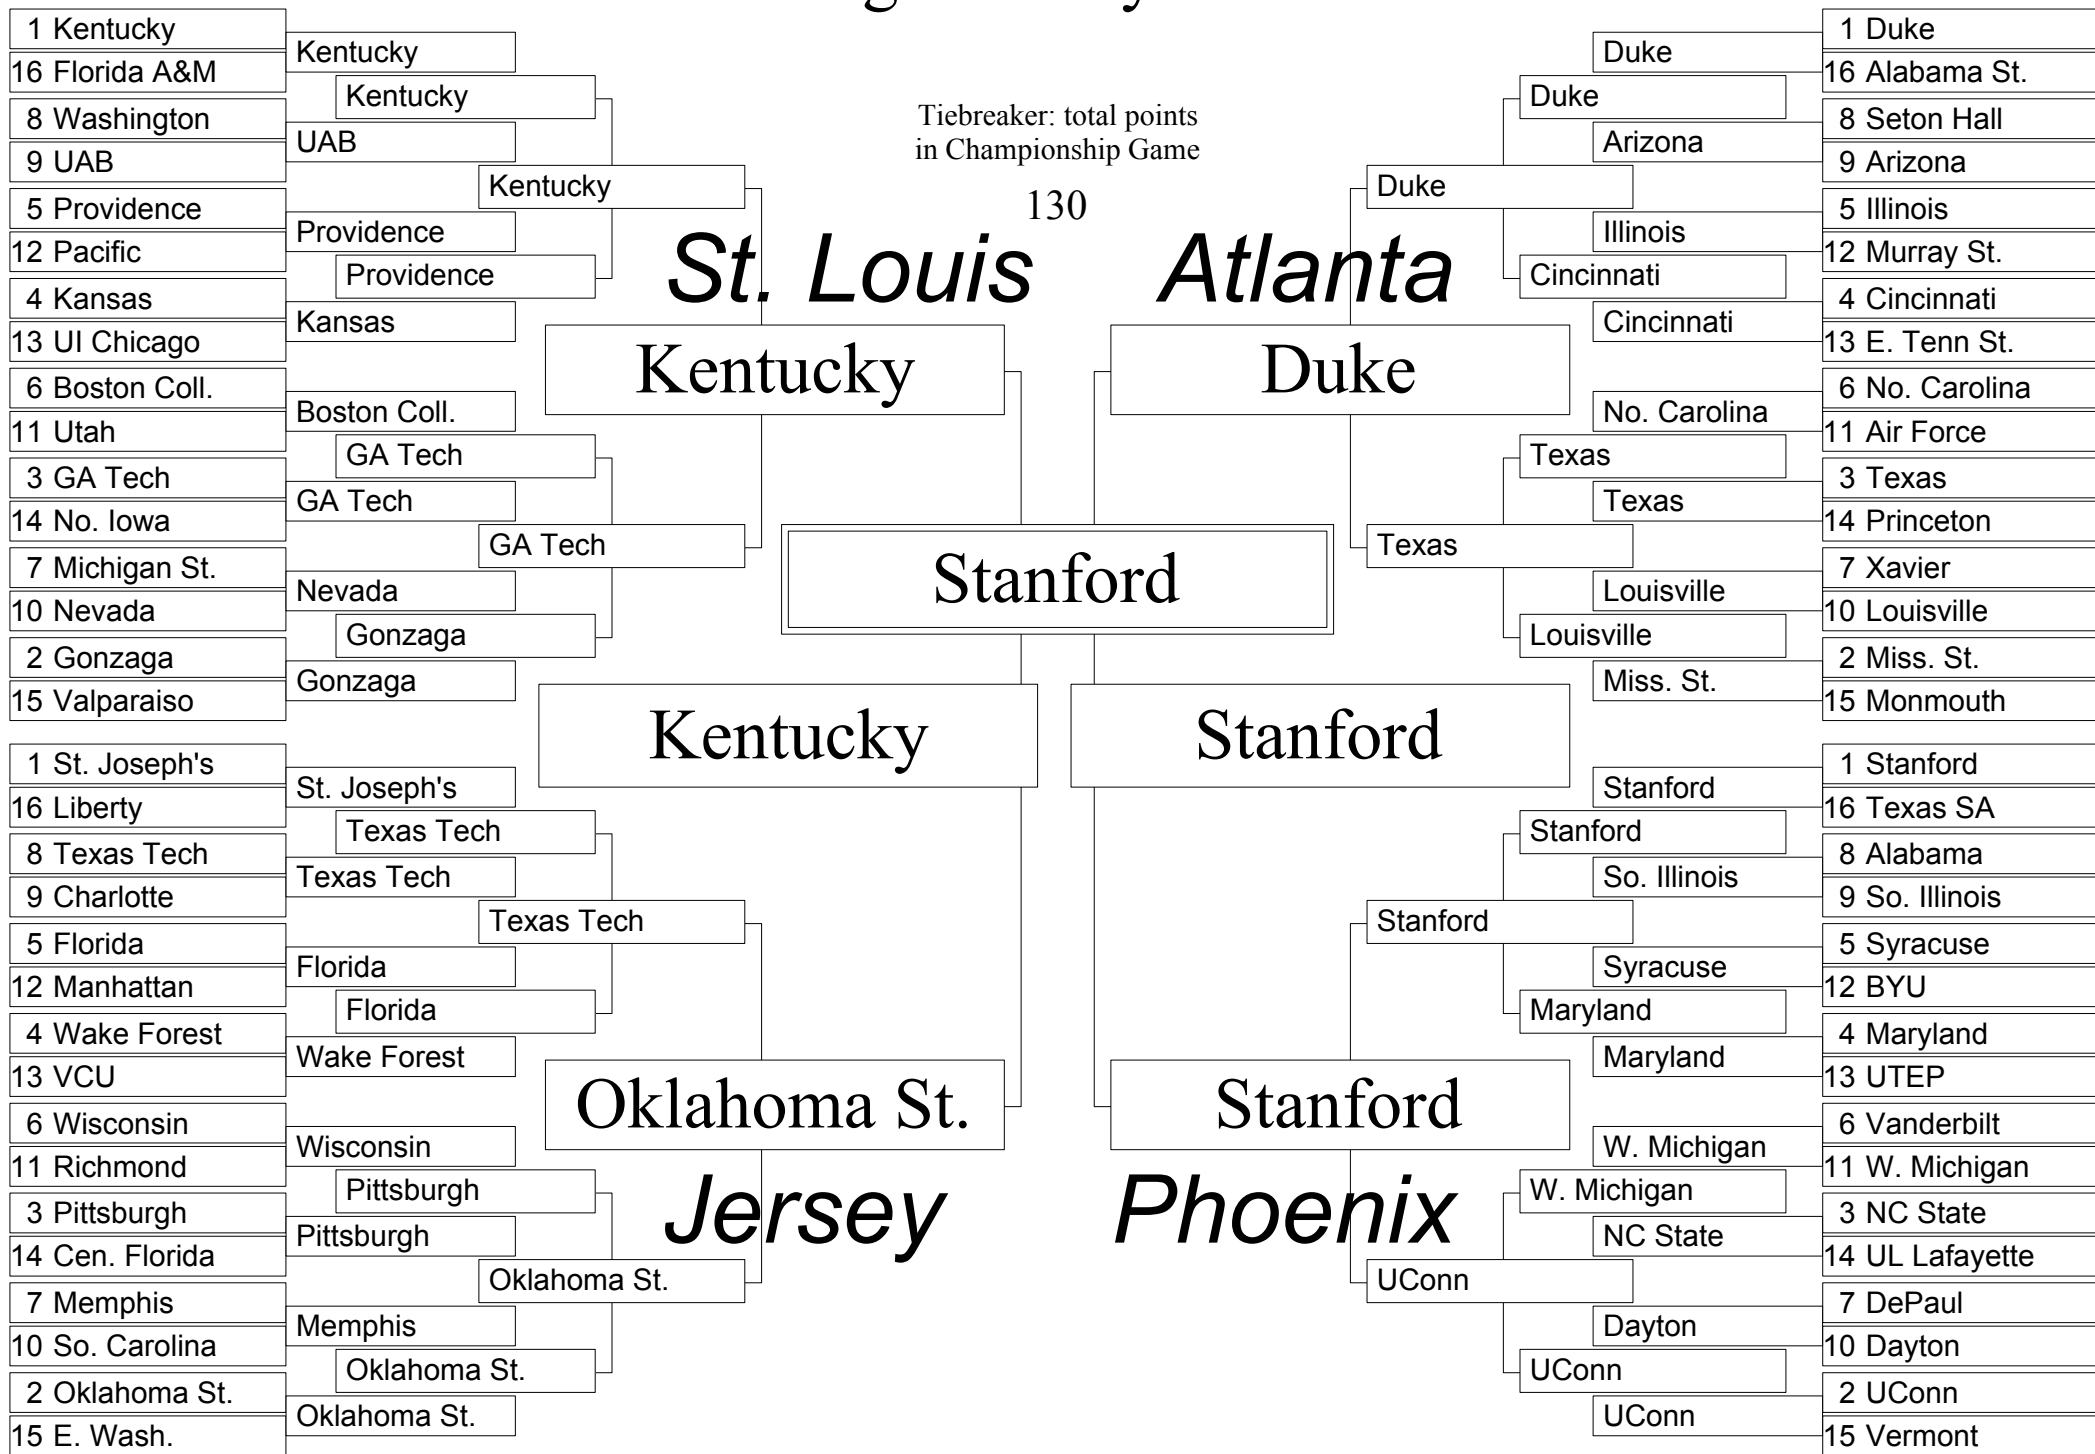 1 Kentucky
16 Florida A&M
8 Washington
9 UAB
5 Providence
12 Pacific
4 Kansas
13 UI Chicago
6 Boston Coll.
11 Utah
3 GA Tech
14 No. Iowa
7 Michigan St.
10 Nevada
2 Gonzaga
15 Valparaiso
1 St. Joseph's
16 Liberty
8 Texas Tech
9 Charlotte
5 Florida
12 Manhattan
4 Wake Forest
13 VCU
6 Wisconsin
11 Richmond
3 Pittsburgh
14 Cen. Florida
7 Memphis
10 So. Carolina
2 Oklahoma St.
15 E. Wash.
Kentucky
UAB
Providence
Kansas
Boston Coll.
GA Tech
Nevada
Gonzaga
St. Joseph's
Texas Tech
Florida
Wake Forest
Wisconsin
Pittsburgh
Memphis
Oklahoma St.
Kentucky
Providence
GA Tech
Gonzaga
Texas Tech
Florida
Pittsburgh
Oklahoma St.
Kentucky
GA Tech
Texas Tech
Oklahoma St.
Tiebreaker: total points
in Championship Game
130
St. Louis
Atlanta
Kentucky
Duke
Stanford
Kentucky
Stanford
Oklahoma St.
Stanford
Jersey
Phoenix
Duke
Texas
Stanford
UConn
Duke
Cincinnati
Texas
Louisville
Stanford
Maryland
W. Michigan
UConn
Duke
Arizona
Illinois
Cincinnati
No. Carolina
Texas
Louisville
Miss. St.
Stanford
So. Illinois
Syracuse
Maryland
W. Michigan
NC State
Dayton
UConn
1 Duke
16 Alabama St.
8 Seton Hall
9 Arizona
5 Illinois
12 Murray St.
4 Cincinnati
13 E. Tenn St.
6 No. Carolina
11 Air Force
3 Texas
14 Princeton
7 Xavier
10 Louisville
2 Miss. St.
15 Monmouth
1 Stanford
16 Texas SA
8 Alabama
9 So. Illinois
5 Syracuse
12 BYU
4 Maryland
13 UTEP
6 Vanderbilt
11 W. Michigan
3 NC State
14 UL Lafayette
7 DePaul
10 Dayton
2 UConn
15 Vermont